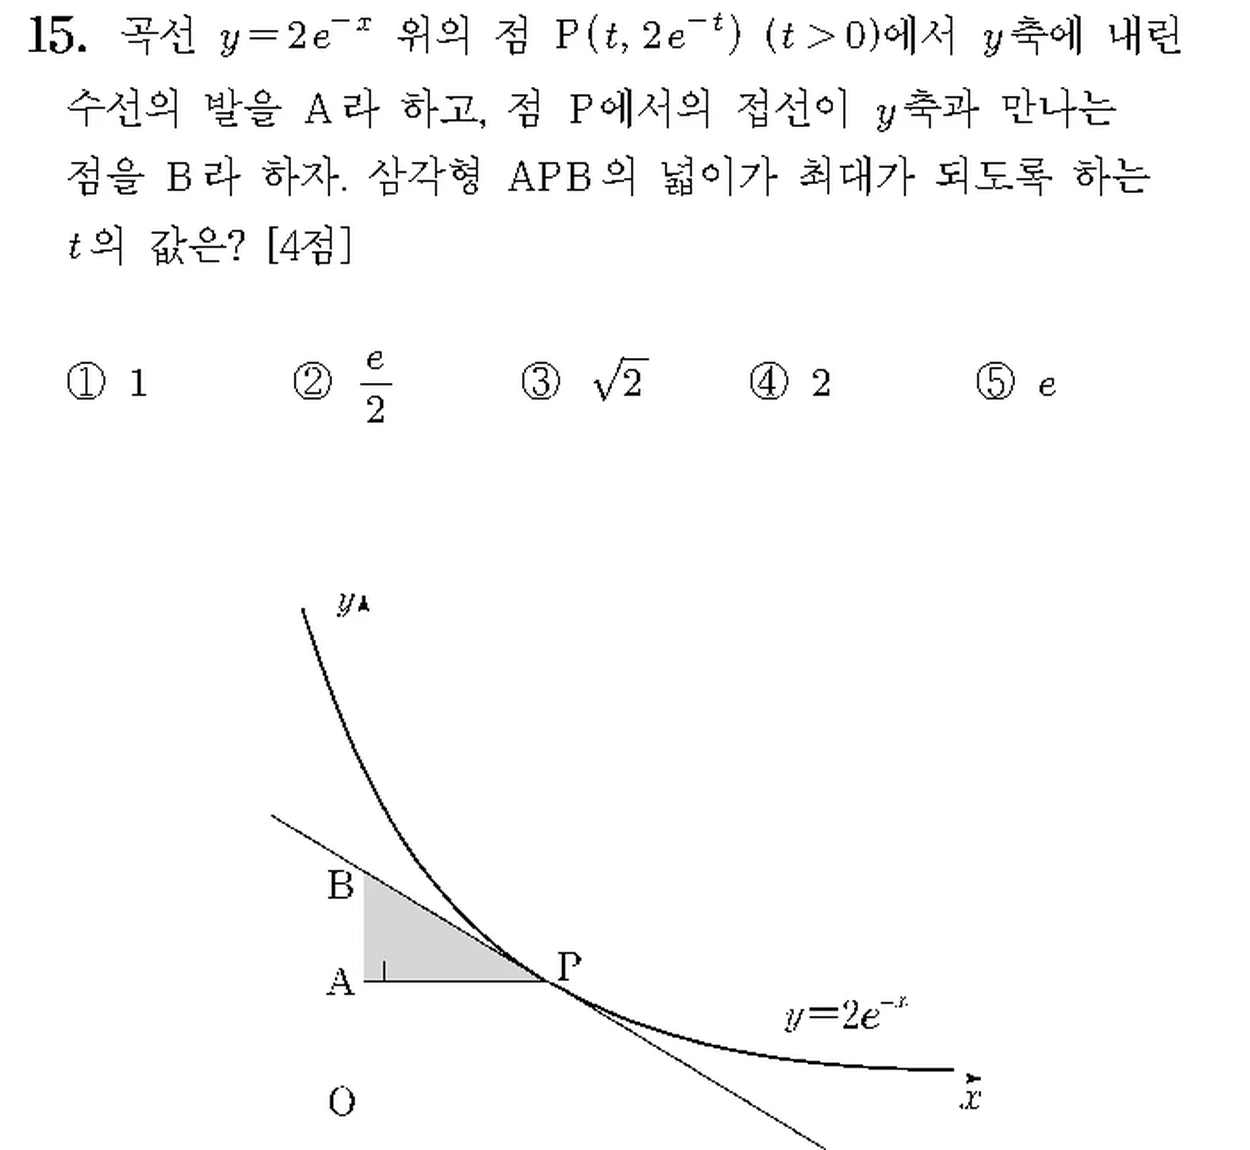 15. 곡선 y=2e⁻ˣ 위의 점 P(t, 2e⁻ᵗ) (t>0)에서 y축에 내린
수선의 발을 A라 하고, 점 P에서의 접선이 y축과 만나는
점을 B라 하자. 삼각형 APB의 넓이가 최대가 되도록 하는
t의 값은? [4점]
① 1 ② e/2 ③ √2 ④ 2 ⑤ e
y
B
P
A
y=2e⁻ˣ
O
x